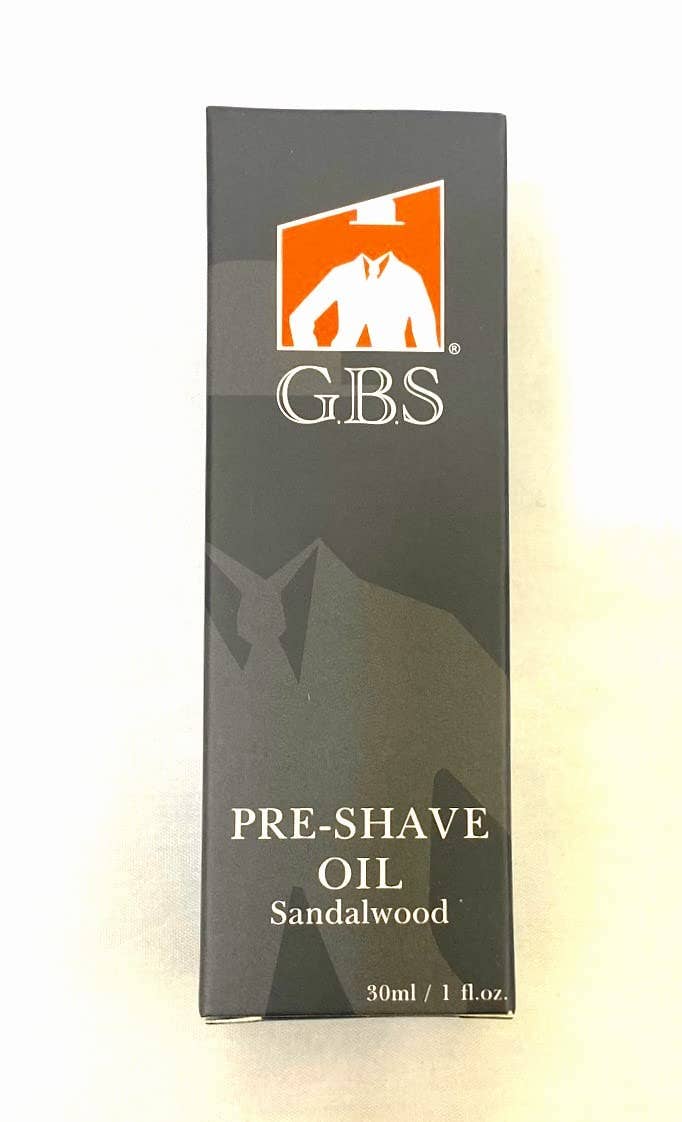 ®
G.B.S
PRE-SHAVE
OIL
Sandalwood
30ml / 1 fl.oz.